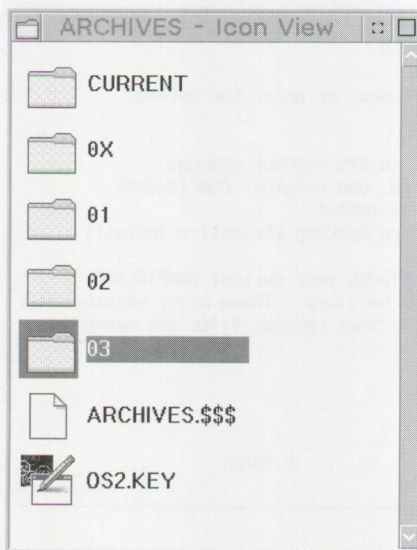 ARCHIVES - Icon View
CURRENT
0X
01
02
03
ARCHIVES.$$$
OS2.KEY